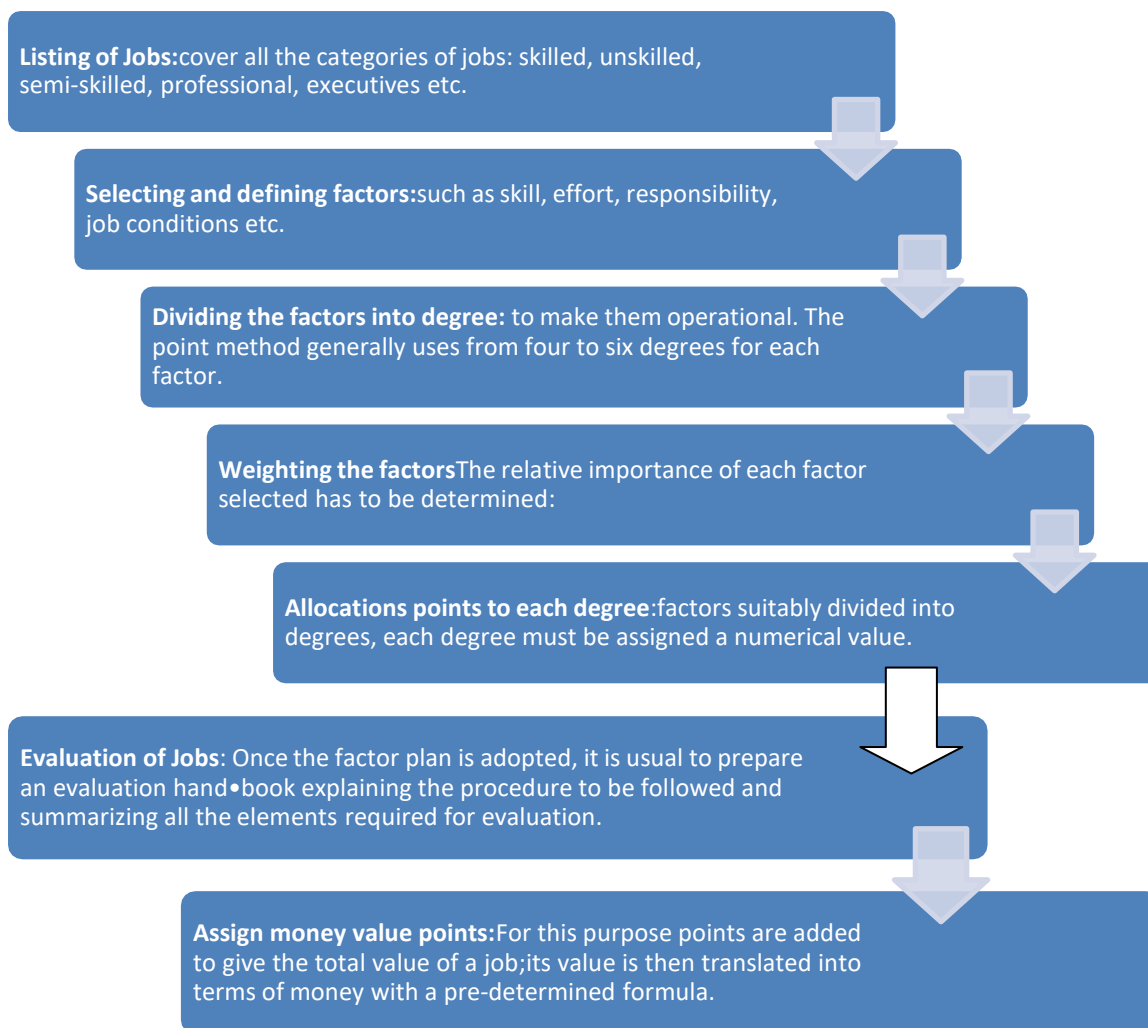 Listing of Jobs:cover all the categories of jobs: skilled, unskilled,
semi-skilled, professional, executives etc.
Selecting and defining factors:such as skill, effort, responsibility,
job conditions etc.
Dividing the factors into degree: to make them operational. The
point method generally uses from four to six degrees for each
factor.
Weighting the factorsThe relative importance of each factor
selected has to be determined:
Allocations points to each degree:factors suitably divided into
degrees, each degree must be assigned a numerical value.
Evaluation of Jobs: Once the factor plan is adopted, it is usual to prepare
an evaluation hand•book explaining the procedure to be followed and
summarizing all the elements required for evaluation.
Assign money value points:For this purpose points are added
to give the total value of a job;its value is then translated into
terms of money with a pre-determined formula.